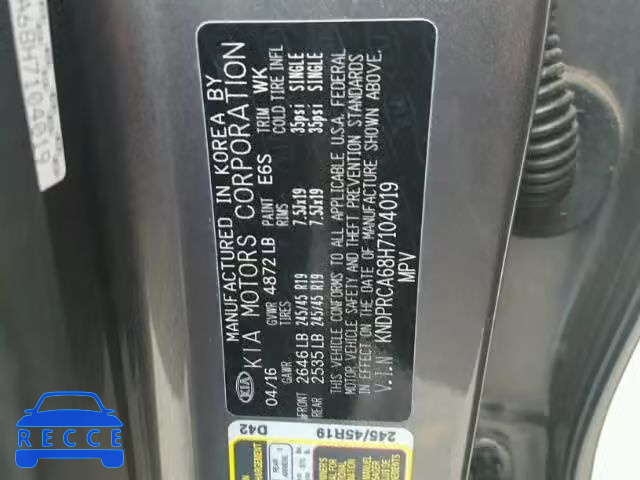 MANUFACTURED IN KOREA BY
KIA KIA MOTORS CORPORATION
04/16 GVWR 4872 LB PAINT E6S TRIM WK
GAWR TIRES RIMS COLD TIRE INFL
FRONT 2646 LB 245/45 R19 7.5Jx19 35psi SINGLE
REAR 2535 LB 245/45 R19 7.5Jx19 35psi SINGLE
THIS VEHICLE CONFORMS TO ALL APPLICABLE U.S.A. FEDERAL
MOTOR VEHICLE SAFETY AND THEFT PREVENTION STANDARDS
IN EFFECT ON THE DATE OF MANUFACTURE SHOWN ABOVE.
V.I.N KNDPRCA68H7104019
MPV
D42
245/45R19
REAR
A68H7104019